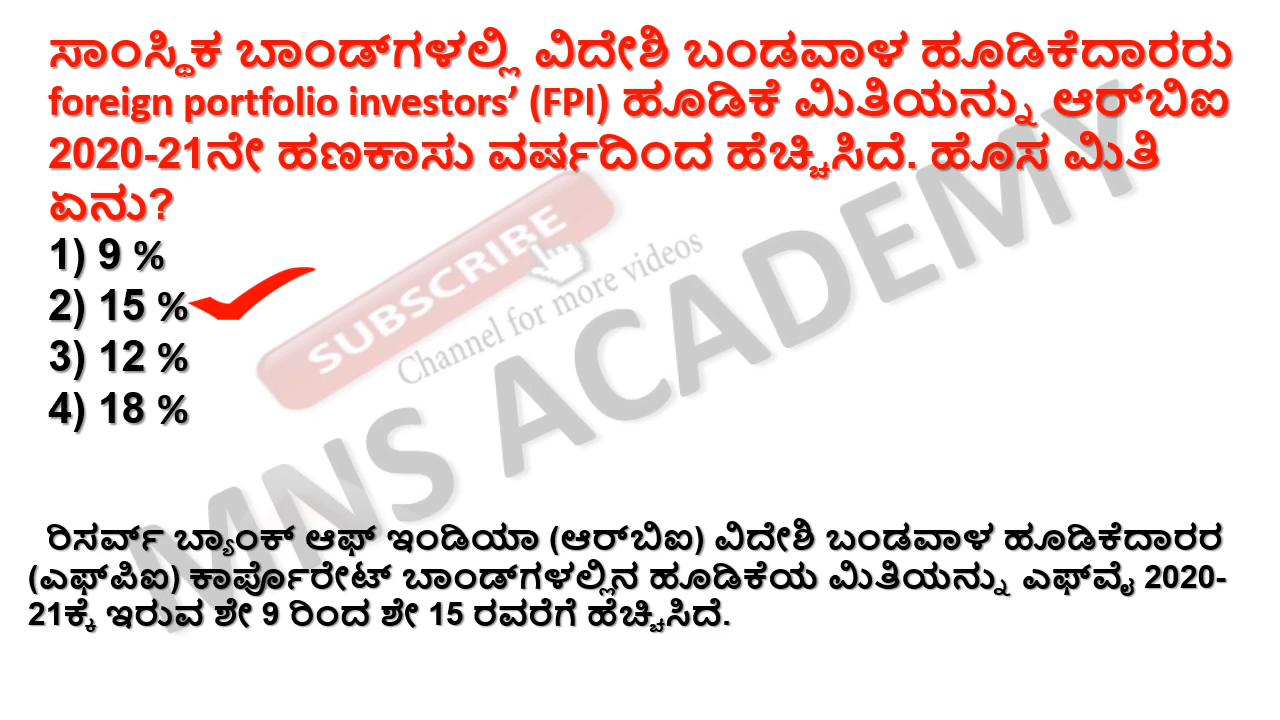 ಸಾಂಸ್ಥಿಕ ಬಾಂಡ್‌ಗಳಲ್ಲಿ ವಿದೇಶಿ ಬಂಡವಾಳ ಹೂಡಿಕೆದಾರರು
foreign portfolio investors’ (FPI) ಹೂಡಿಕೆ ಮಿತಿಯನ್ನು ಆರ್‌ಬಿಐ
2020-21ನೇ ಹಣಕಾಸು ವರ್ಷದಿಂದ ಹೆಚ್ಚಿಸಿದೆ. ಹೊಸ ಮಿತಿ
ಏನು?
1) 9 %
2) 15 %
3) 12 %
4) 18 %
SUBSCRIBE
Channel for more videos
MNS ACADEMY
ರಿಸರ್ವ್ ಬ್ಯಾಂಕ್ ಆಫ್ ಇಂಡಿಯಾ (ಆರ್‌ಬಿಐ) ವಿದೇಶಿ ಬಂಡವಾಳ ಹೂಡಿಕೆದಾರರ
(ಎಫ್‌ಪಿಐ) ಕಾರ್ಪೊರೇಟ್ ಬಾಂಡ್‌ಗಳಲ್ಲಿನ ಹೂಡಿಕೆಯ ಮಿತಿಯನ್ನು ಎಫ್‌ವೈ 2020-
21ಕ್ಕೆ ಇರುವ ಶೇ 9 ರಿಂದ ಶೇ 15 ರವರೆಗೆ ಹೆಚ್ಚಿಸಿದೆ.